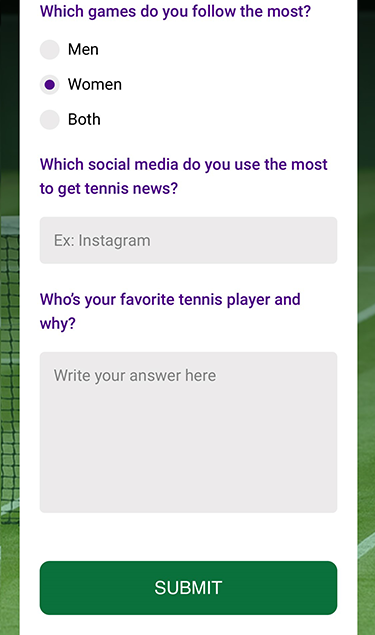 Which games do you follow the most?
Men
Women
Both
Which social media do you use the most
to get tennis news?
Ex: Instagram
Who's your favorite tennis player and
why?
Write your answer here
SUBMIT